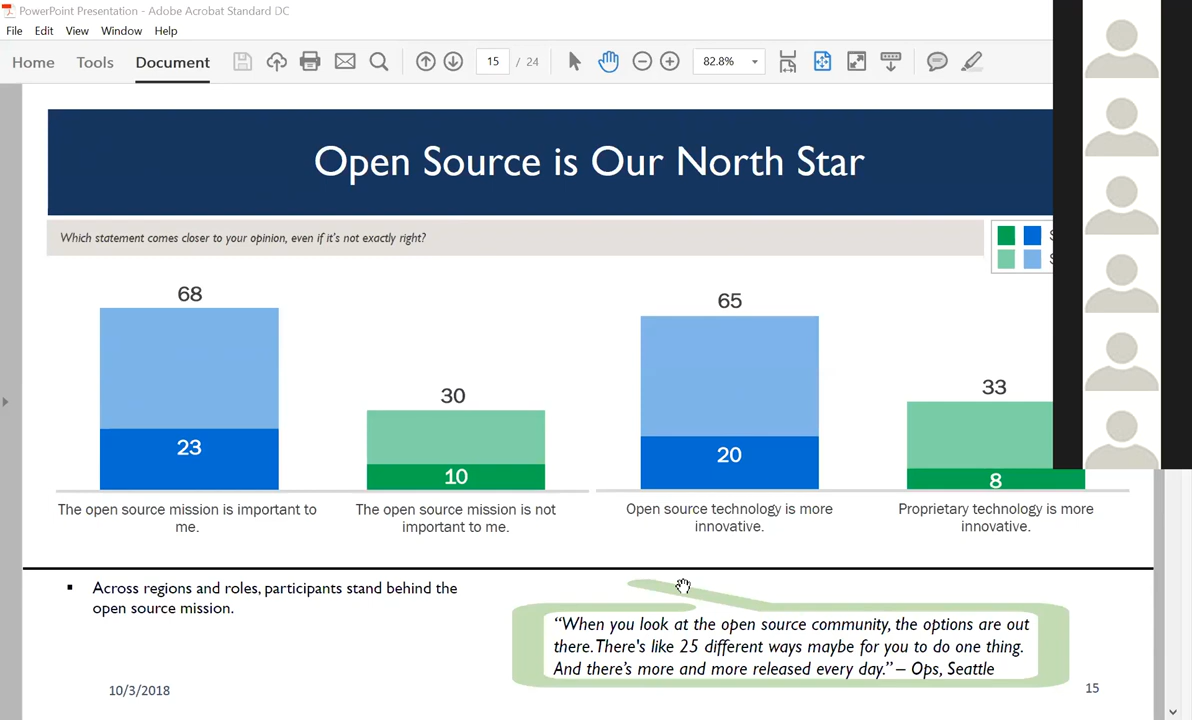 PowerPoint Presentation - Adobe Acrobat Standard DC
File Edit View Window Help
Home Tools Document 15 / 24 82.8%
Open Source is Our North Star
Which statement comes closer to your opinion, even if it's not exactly right?
68 30 65 33
23 10 20 8
The open source mission is important to
me.
The open source mission is not
important to me.
Open source technology is more
innovative.
Proprietary technology is more
innovative.
▪ Across regions and roles, participants stand behind the
open source mission.
“When you look at the open source community, the options are out
there. There's like 25 different ways maybe for you to do one thing.
And there’s more and more released every day.” – Ops, Seattle
10/3/2018
15